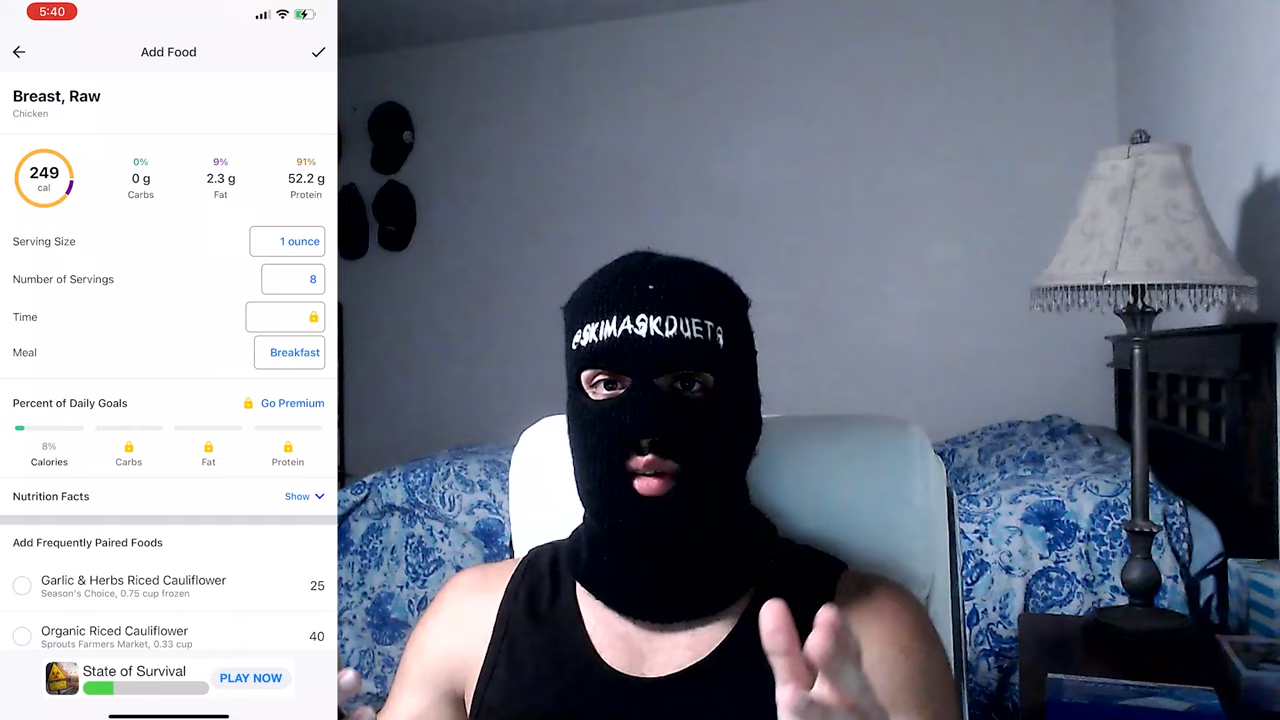 5:40
Add Food
Breast, Raw
Chicken
249
cal
0%
0 g
Carbs
9%
2.3 g
Fat
91%
52.2 g
Protein
Serving Size
1 ounce
Number of Servings
8
Time
Meal
Breakfast
Percent of Daily Goals
Go Premium
8%
Calories
Carbs
Fat
Protein
Nutrition Facts
Show
Add Frequently Paired Foods
Garlic & Herbs Riced Cauliflower
25
Season's Choice, 0.75 cup frozen
Organic Riced Cauliflower
40
Sprouts Farmers Market, 0.33 cup
State of Survival
PLAY NOW
@SKIMASKDUETS